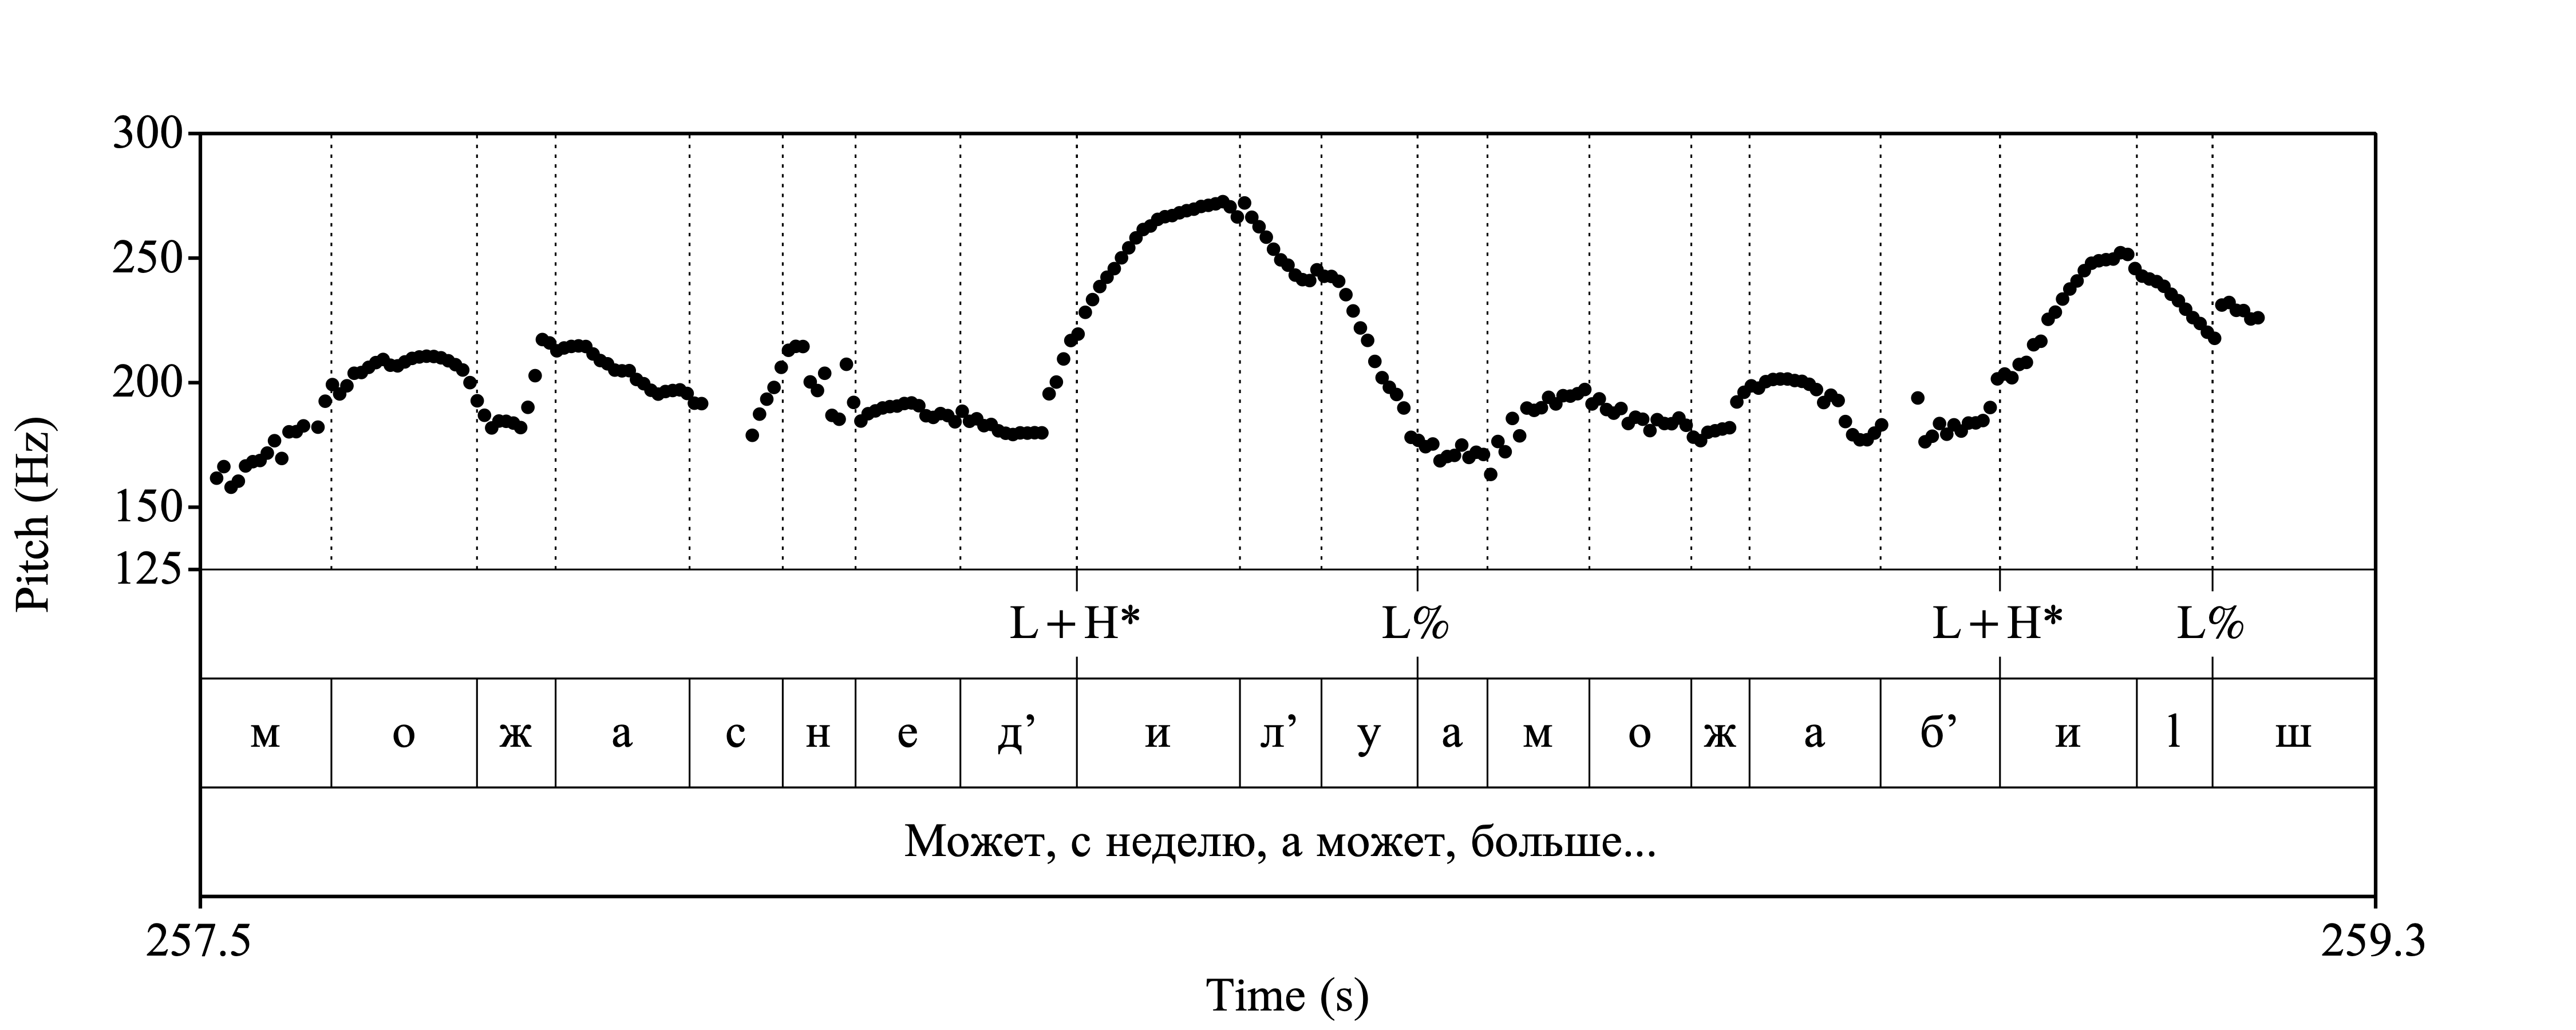 300
250
200
150
125
Pitch (Hz)
L+H* L% L+H* L%
м о ж а с н е д’ и л’ у а м о ж а б’ и l ш
Может, с неделю, а может, больше...
257.5 259.3
Time (s)